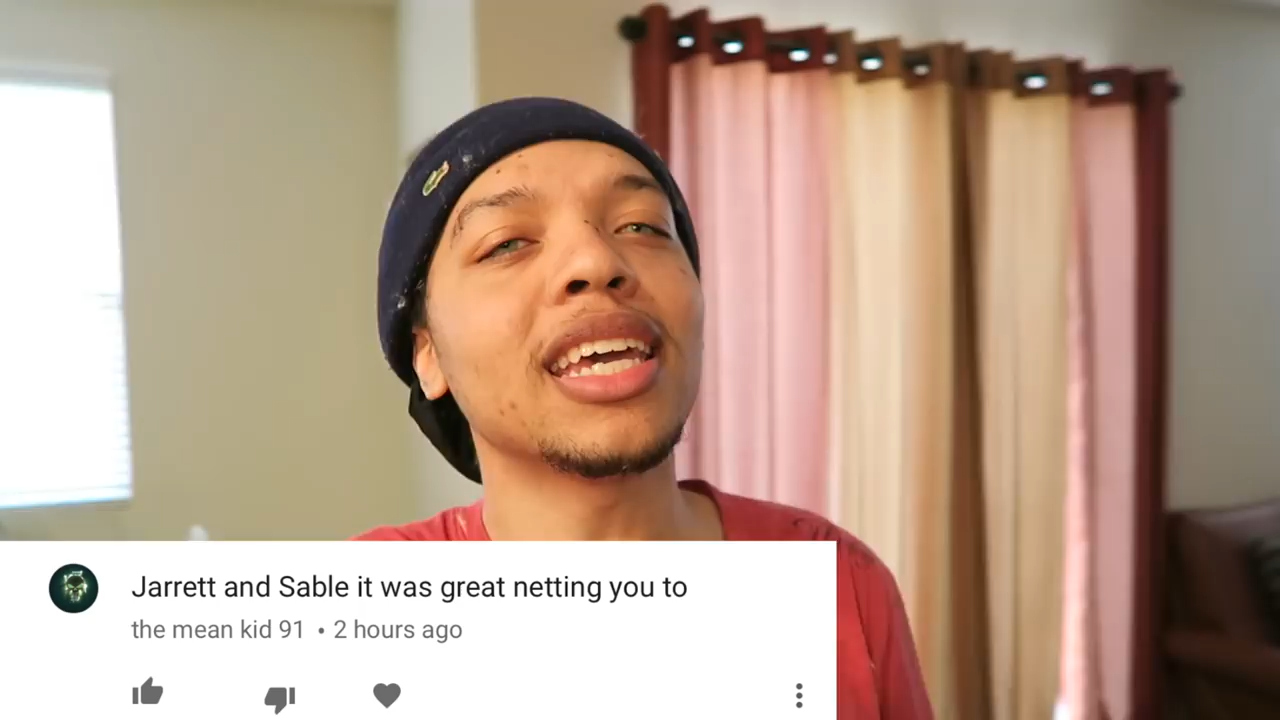 Jarrett and Sable it was great netting you to
the mean kid 91 • 2 hours ago